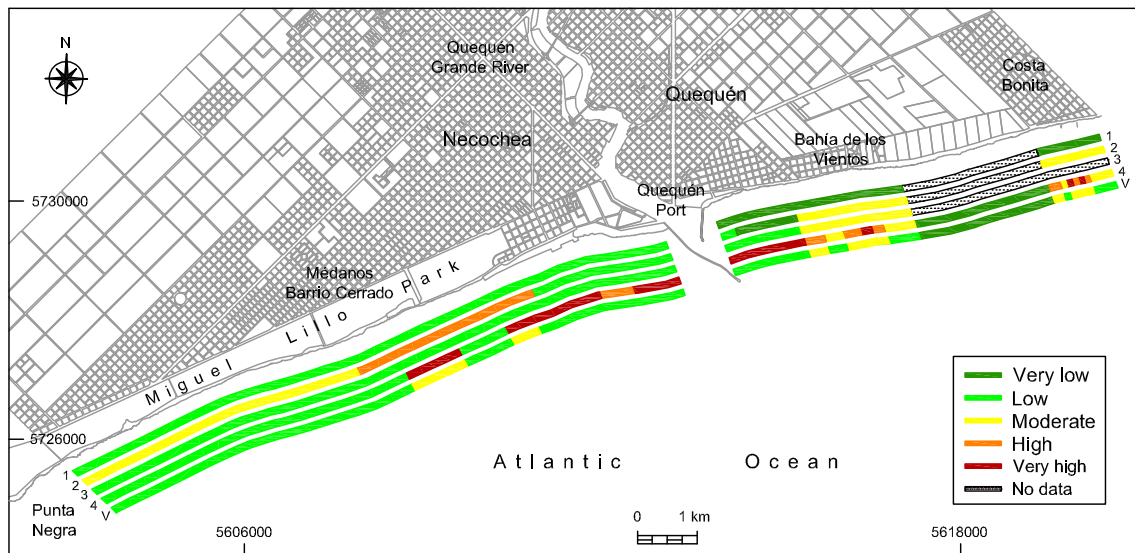 N
Quequén
Grande River
Costa
Bonita
Quequén
Necochea
Bahía de los
Vientos
1
2
3
4
V
5730000
Quequén
Port
Médanos
Barrio Cerrado
Miguel Lillo Park
Very low
Low
Moderate
High
Very high
No data
5726000
Atlantic Ocean
1
2
3
4
V
Punta
Negra
0 1 km
5606000
5618000